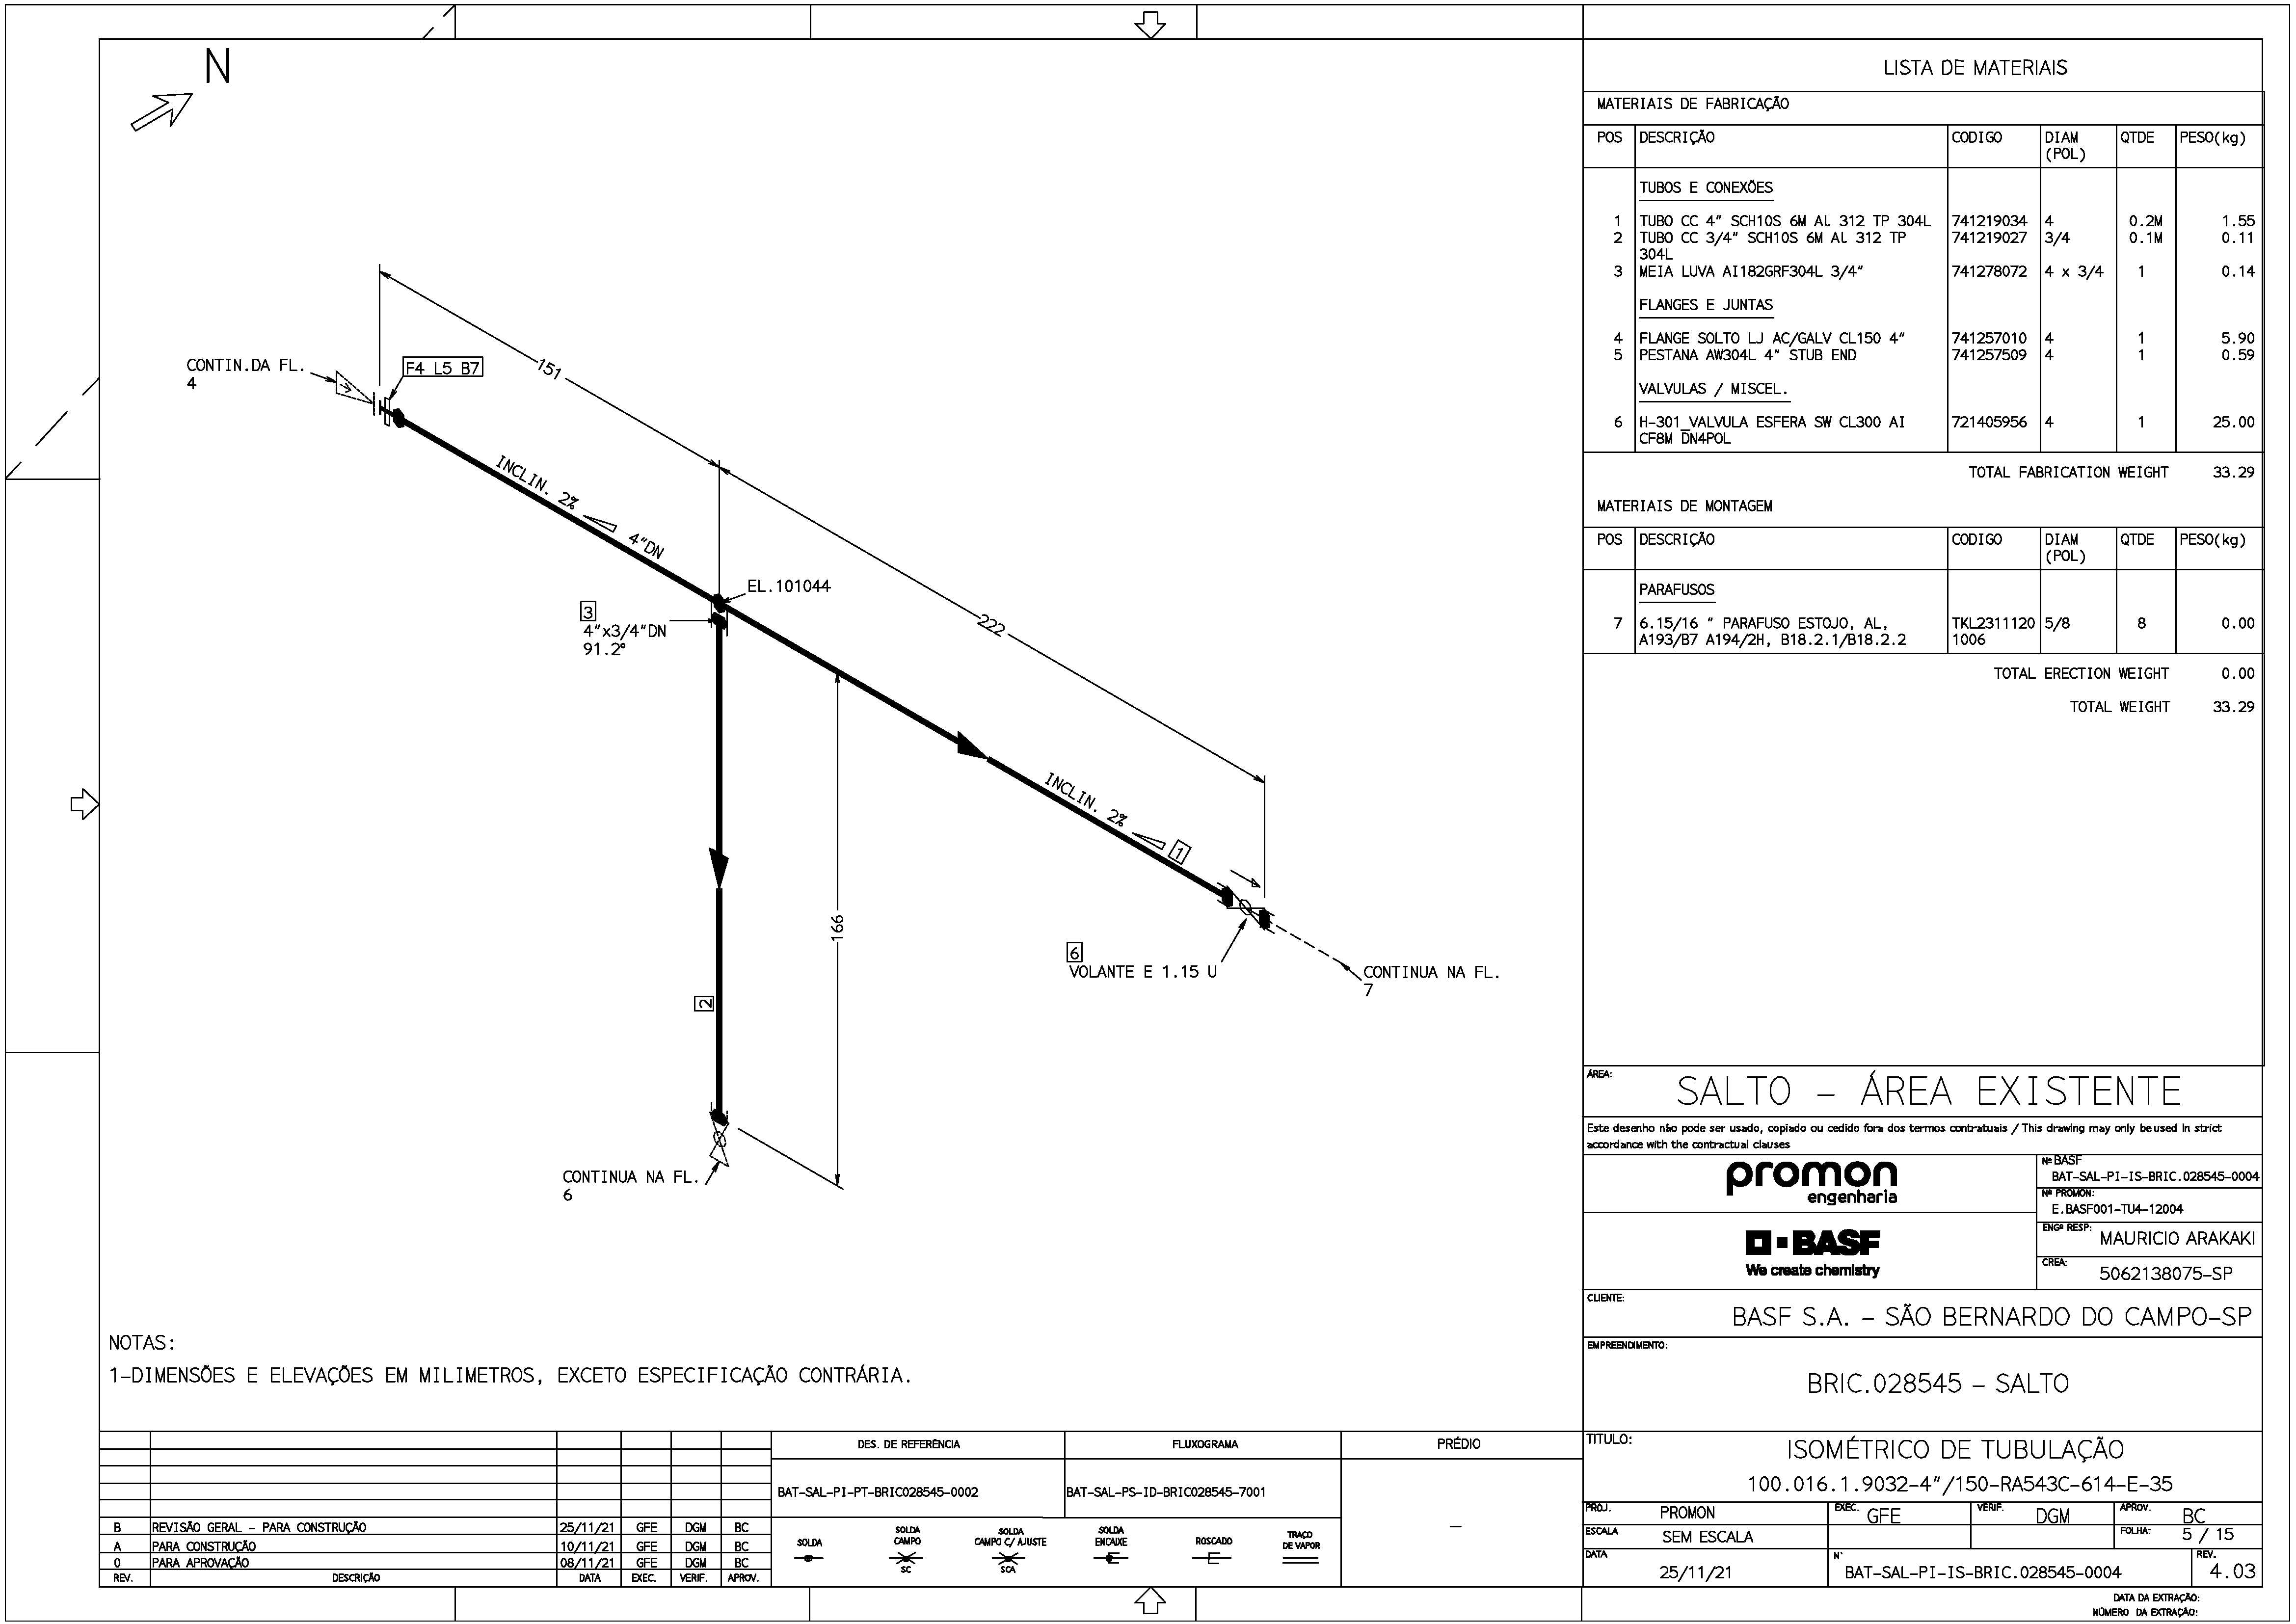 N
CONTIN.DA FL.
4
F4 L5 B7
151
INCLIN. 2%
4"DN
EL.101044
3
4"x3/4"DN
91.2°
222
INCLIN. 2%
1
166
2
6
VOLANTE E 1.15 U
CONTINUA NA FL.
7
CONTINUA NA FL.
6
NOTAS:
1-DIMENSÕES E ELEVAÇÕES EM MILIMETROS, EXCETO ESPECIFICAÇÃO CONTRÁRIA.
LISTA DE MATERIAIS
MATERIAIS DE FABRICAÇÃO
POS DESCRIÇÃO CODIGO DIAM (POL) QTDE PESO(kg)
TUBOS E CONEXÕES
1 TUBO CC 4" SCH10S 6M AL 312 TP 304L 741219034 4 0.2M 1.55
2 TUBO CC 3/4" SCH10S 6M AL 312 TP 741219027 3/4 0.1M 0.11
304L
3 MEIA LUVA AI182GRF304L 3/4" 741278072 4 x 3/4 1 0.14
FLANGES E JUNTAS
4 FLANGE SOLTO LJ AC/GALV CL150 4" 741257010 4 1 5.90
5 PESTANA AW304L 4" STUB END 741257509 4 1 0.59
VALVULAS / MISCEL.
6 H-301_VALVULA ESFERA SW CL300 AI 721405956 4 1 25.00
CF8M DN4POL
TOTAL FABRICATION WEIGHT 33.29
MATERIAIS DE MONTAGEM
POS DESCRIÇÃO CODIGO DIAM (POL) QTDE PESO(kg)
PARAFUSOS
7 6.15/16 " PARAFUSO ESTOJO, AL, TKL2311120 5/8 8 0.00
A193/B7 A194/2H, B18.2.1/B18.2.2 1006
TOTAL ERECTION WEIGHT 0.00
TOTAL WEIGHT 33.29
ÁREA:
SALTO - ÁREA EXISTENTE
Este desenho não pode ser usado, copiado ou cedido fora dos termos contratuais / This drawing may only be used in strict
accordance with the contractual clauses
promon
engenharia
Nº BASF
BAT-SAL-PI-IS-BRIC.028545-0004
Nº PROMON:
E.BASF001-TU4-12004
BASF
We create chemistry
ENGº RESP:
MAURICIO ARAKAKI
CREA:
5062138075-SP
CLIENTE:
BASF S.A. - SÃO BERNARDO DO CAMPO-SP
EMPREENDIMENTO:
BRIC.028545 - SALTO
TITULO:
ISOMÉTRICO DE TUBULAÇÃO
100.016.1.9032-4"/150-RA543C-614-E-35
PROJ. PROMON EXEC. GFE VERIF. DGM APROV. BC
ESCALA SEM ESCALA FOLHA: 5 / 15
DATA 25/11/21 N° BAT-SAL-PI-IS-BRIC.028545-0004 REV. 4.03
DATA DA EXTRAÇÃO:
NÚMERO DA EXTRAÇÃO:
B REVISÃO GERAL - PARA CONSTRUÇÃO 25/11/21 GFE DGM BC
A PARA CONSTRUÇÃO 10/11/21 GFE DGM BC
0 PARA APROVAÇÃO 08/11/21 GFE DGM BC
REV. DESCRIÇÃO DATA EXEC. VERIF. APROV.
DES. DE REFERÊNCIA FLUXOGRAMA PRÉDIO
BAT-SAL-PI-PT-BRIC028545-0002 BAT-SAL-PS-ID-BRIC028545-7001 -
SOLDA
SOLDA CAMPO
SC
SOLDA CAMPO C/ AJUSTE
SCA
SOLDA ENCAIXE
ROSCADO
TRAÇO DE VAPOR